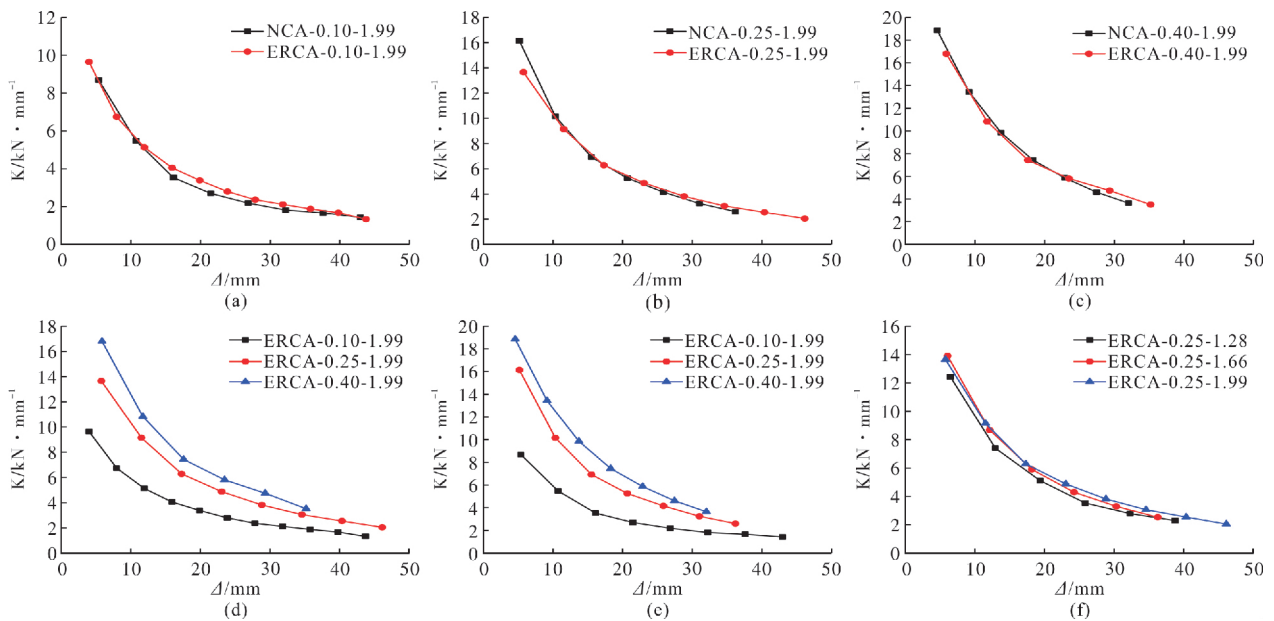 12
10
8
6
4
2
0
K/kN · mm⁻¹
NCA-0.10-1.99
ERCA-0.10-1.99
0 10 20 30 40 50
Δ/mm
(a)
18
16
14
12
10
8
6
4
2
0
K/kN · mm⁻¹
NCA-0.25-1.99
ERCA-0.25-1.99
0 10 20 30 40 50
Δ/mm
(b)
20
18
16
14
12
10
8
6
4
2
0
K/kN · mm⁻¹
NCA-0.40-1.99
ERCA-0.40-1.99
0 10 20 30 40 50
Δ/mm
(c)
18
16
14
12
10
8
6
4
2
0
K/kN · mm⁻¹
ERCA-0.10-1.99
ERCA-0.25-1.99
ERCA-0.40-1.99
0 10 20 30 40 50
Δ/mm
(d)
20
18
16
14
12
10
8
6
4
2
0
K/kN · mm⁻¹
ERCA-0.10-1.99
ERCA-0.25-1.99
ERCA-0.40-1.99
0 10 20 30 40 50
Δ/mm
(e)
16
14
12
10
8
6
4
2
0
K/kN · mm⁻¹
ERCA-0.25-1.28
ERCA-0.25-1.66
ERCA-0.25-1.99
0 10 20 30 40 50
Δ/mm
(f)